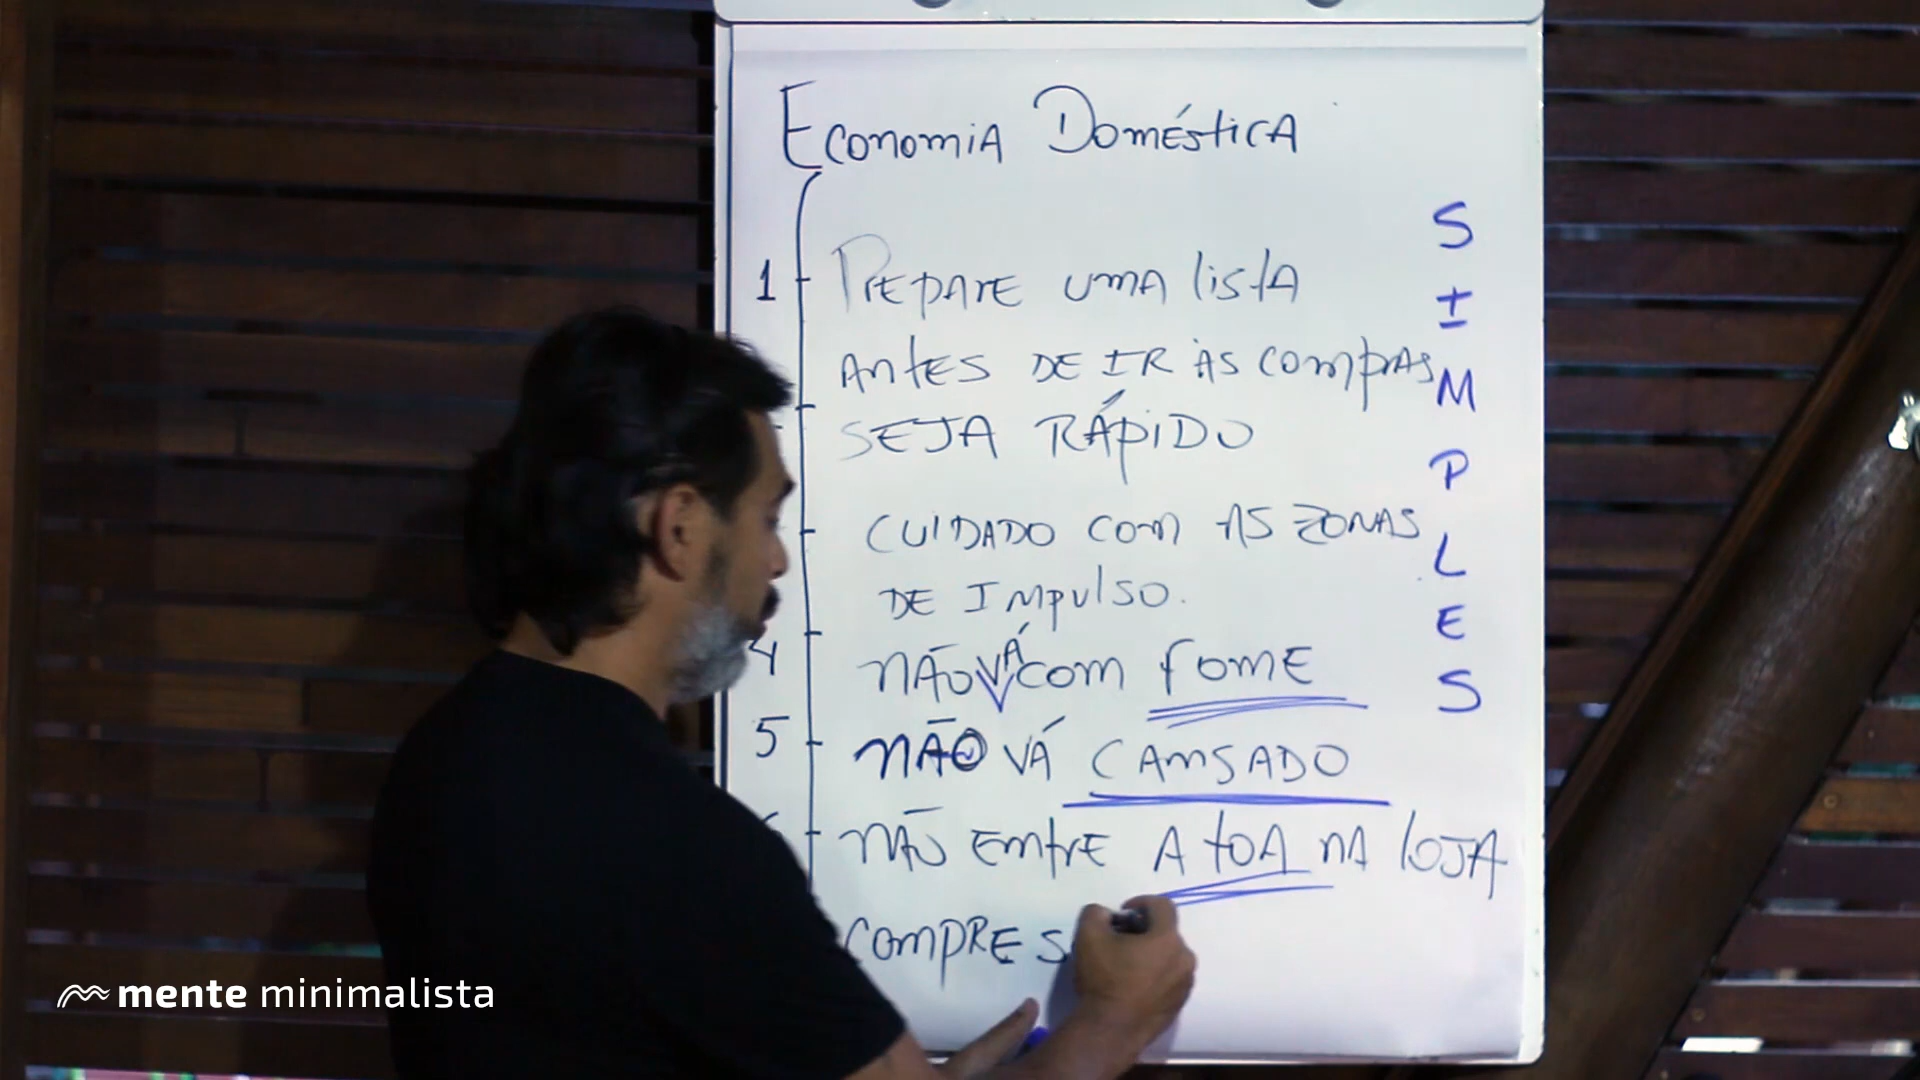 Economia Doméstica
1 Prepare uma lista
antes de ir às compras
seja rápido
cuidado com as zonas
de impulso.
4 não vá com fome
5 não vá cansado
não entre a toa na loja
compre s
S
I
M
P
L
E
S
mente minimalista